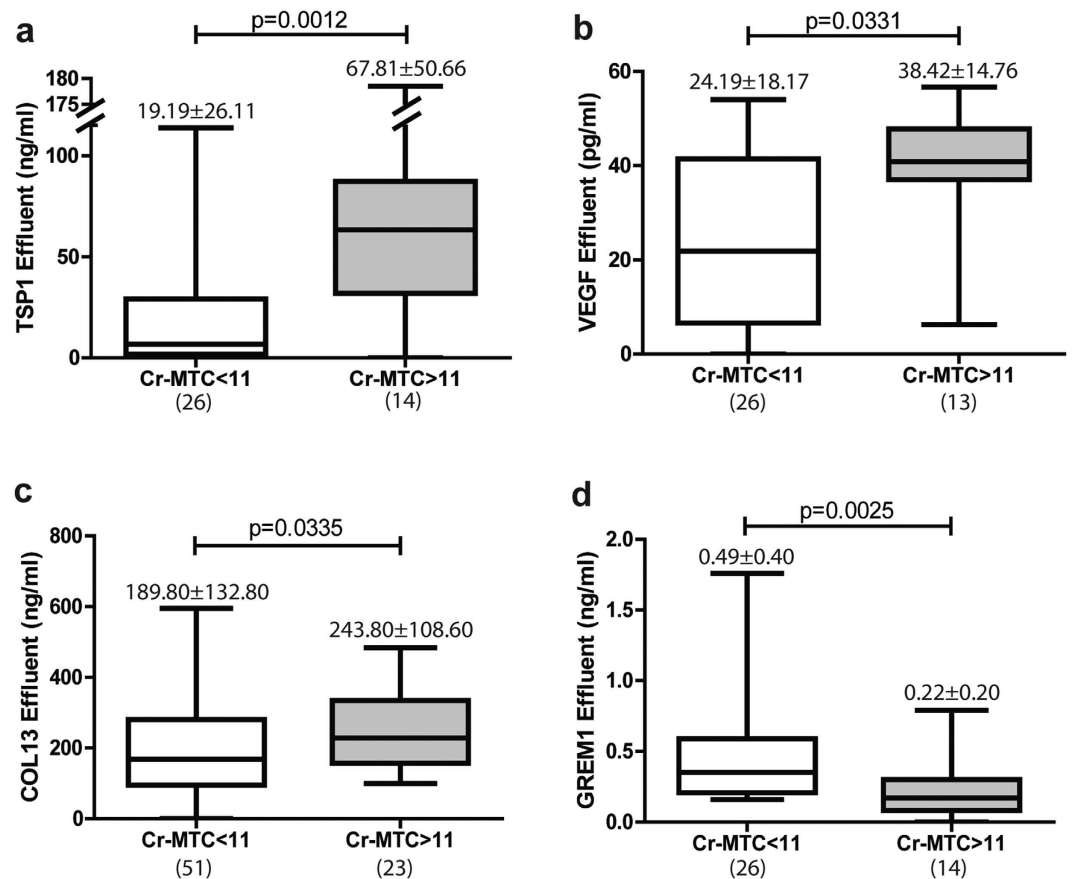 a
p=0.0012
TSP1 Effluent (ng/ml)
180
175
100
50
0
19.19±26.11
67.81±50.66
Cr-MTC<11
Cr-MTC>11
(26)
(14)
b
p=0.0331
VEGF Effluent (pg/ml)
60
40
20
0
24.19±18.17
38.42±14.76
Cr-MTC<11
Cr-MTC>11
(26)
(13)
c
p=0.0335
COL13 Effluent (ng/ml)
800
600
400
200
0
189.80±132.80
243.80±108.60
Cr-MTC<11
Cr-MTC>11
(51)
(23)
d
p=0.0025
GREM1 Effluent (ng/ml)
2.0
1.5
1.0
0.5
0.0
0.49±0.40
0.22±0.20
Cr-MTC<11
Cr-MTC>11
(26)
(14)